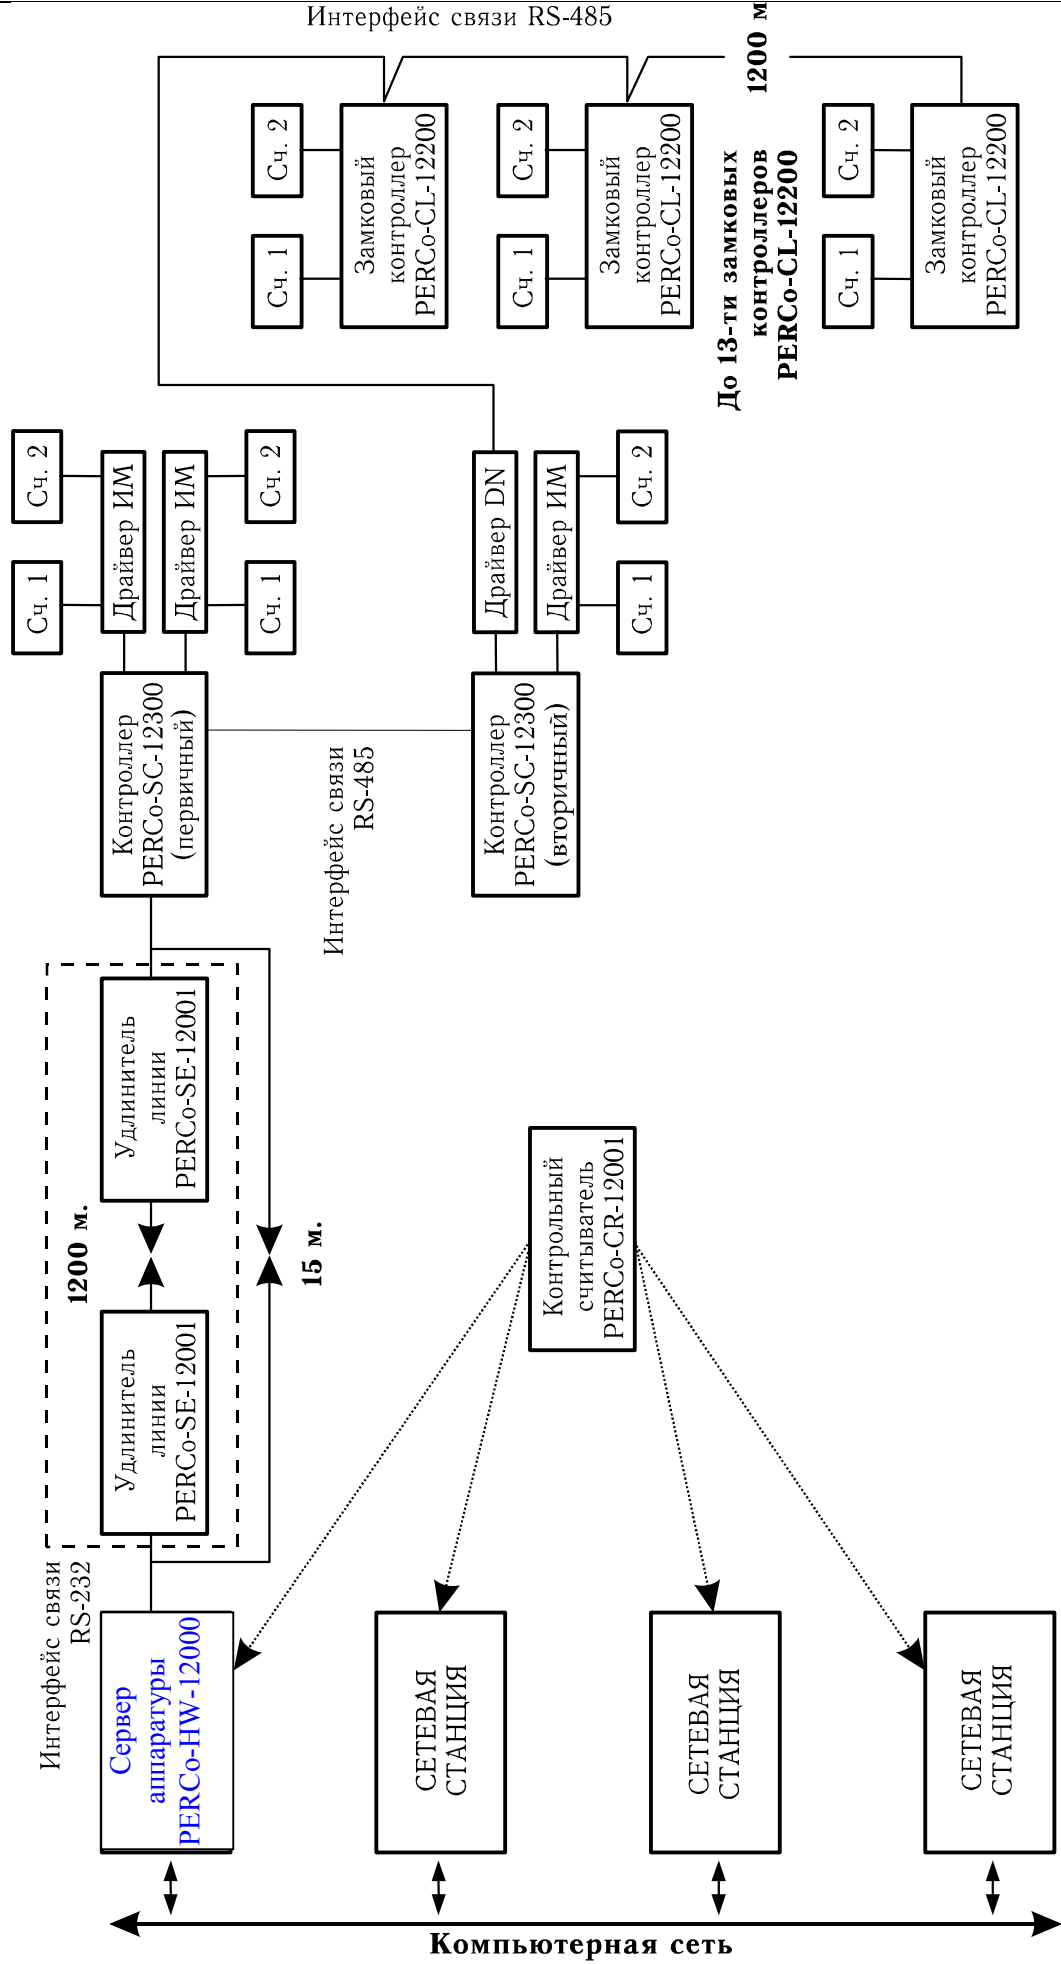 Интерфейс связи RS-485
1200 м
Сч. 2
Сч. 1
Замковый
контроллер
PERCo-CL-12200
Сч. 2
Сч. 1
Замковый
контроллер
PERCo-CL-12200
До 13-ти замковых
контроллеров
PERCo-CL-12200
Сч. 2
Сч. 1
Замковый
контроллер
PERCo-CL-12200
Сч. 2
Сч. 1
Драйвер ИМ
Драйвер ИМ
Сч. 2
Сч. 1
Драйвер DN
Драйвер ИМ
Сч. 2
Сч. 1
Контроллер
PERCo-SC-12300
(первичный)
Интерфейс связи
RS-485
Контроллер
PERCo-SC-12300
(вторичный)
Удлинитель
линии
PERCo-SE-12001
1200 м.
15 м.
Удлинитель
линии
PERCo-SE-12001
Контрольный
считыватель
PERCo-CR-12001
Интерфейс связи
RS-232
Сервер
аппаратуры
PERCo-HW-12000
СЕТЕВАЯ
СТАНЦИЯ
СЕТЕВАЯ
СТАНЦИЯ
СЕТЕВАЯ
СТАНЦИЯ
Компьютерная сеть